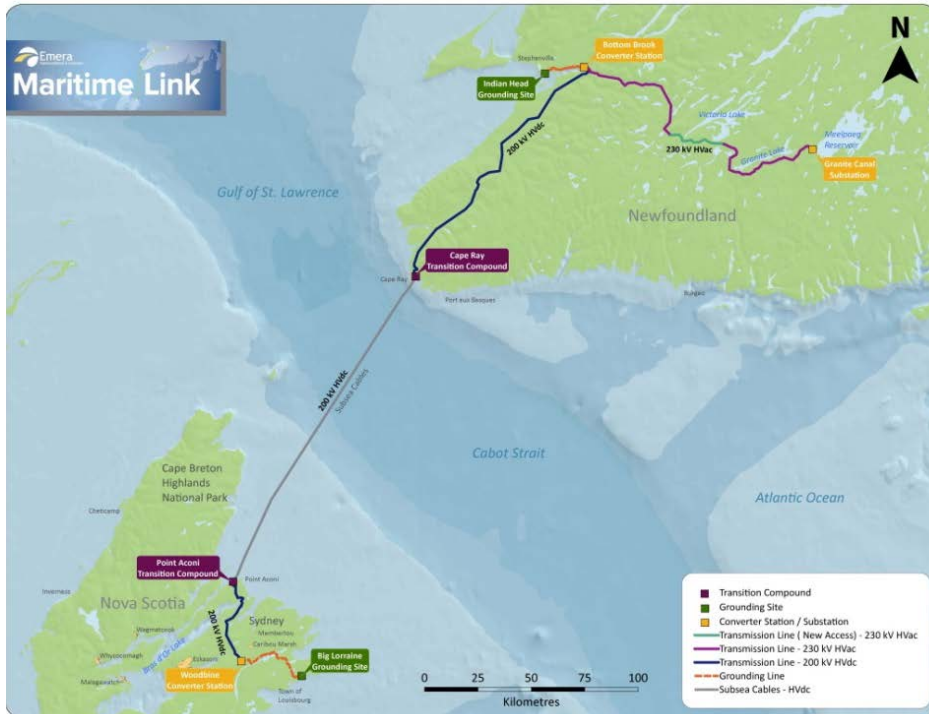 Emera
Maritime Link
N
Stephenville
Bottom Brook
Converter Station
Indian Head
Grounding Site
Victoria Lake
Meelpaeg
Reservoir
200 kV HVdc
230 kV HVac
Granite Lake
Granite Canal
Substation
Gulf of St. Lawrence
Newfoundland
Cape Ray
Transition Compound
Cape Ray
Port aux Basques
Burgeo
200 kV HVdc
Subsea Cables
Cabot Strait
Atlantic Ocean
Cape Breton
Highlands
National Park
Cheticamp
Point Aconi
Transition Compound
Point Aconi
Inverness
Nova Scotia
200 kV HVdc
Sydney
Wagmatcook
Membertou
Caribou Marsh
Whycocomagh
Bras d'Or Lake
Eskasoni
Malagawatch
Woodbine
Converter Station
Big Lorraine
Grounding Site
Town of
Louisbourg
0 25 50 75 100
Kilometres
Transition Compound
Grounding Site
Converter Station / Substation
Transmission Line ( New Access) - 230 kV HVac
Transmission Line - 230 kV HVac
Transmission Line - 200 kV HVdc
Grounding Line
Subsea Cables - HVdc